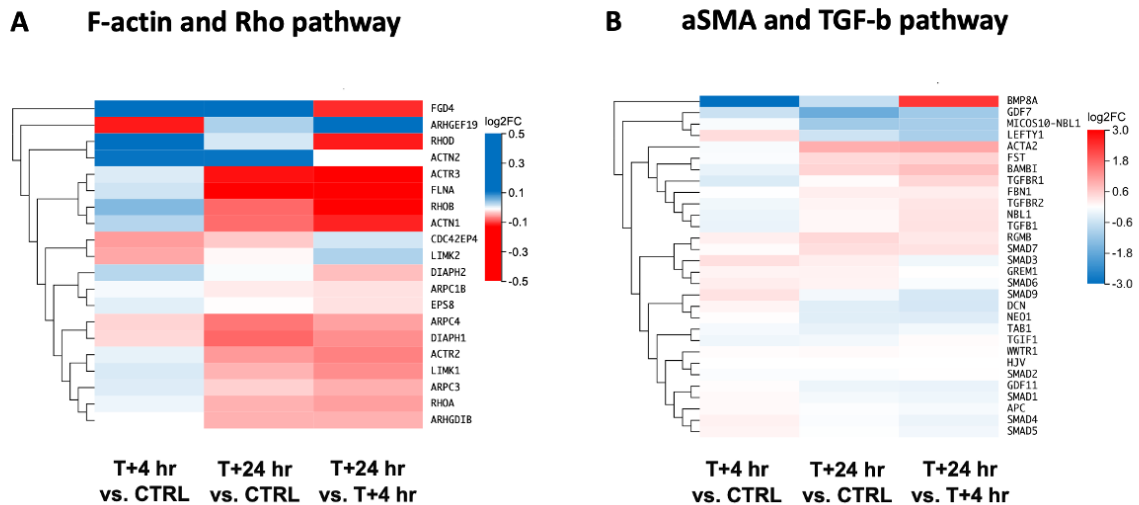 A
F-actin and Rho pathway
FGD4
ARHGEF19
RHOD
ACTN2
ACTR3
FLNA
RHOB
ACTN1
CDC42EP4
LIMK2
DIAPH2
ARPC1B
EPS8
ARPC4
DIAPH1
ACTR2
LIMK1
ARPC3
RHOA
ARHGDIB
log2FC
0.5
0.3
0.1
-0.1
-0.3
-0.5
T+4 hr
vs. CTRL
T+24 hr
vs. CTRL
T+24 hr
vs. T+4 hr
B
aSMA and TGF-b pathway
BMP8A
GDF7
MICOS10-NBL1
LEFTY1
ACTA2
FST
BAMBI
TGFBR1
FBN1
TGFBR2
NBL1
TGFB1
RGMB
SMAD7
SMAD3
GREM1
SMAD6
SMAD9
DCN
NEO1
TAB1
TGIF1
WWTR1
HJV
SMAD2
GDF11
SMAD1
APC
SMAD4
SMAD5
log2FC
3.0
1.8
0.6
-0.6
-1.8
-3.0
T+4 hr
vs. CTRL
T+24 hr
vs. CTRL
T+24 hr
vs. T+4 hr